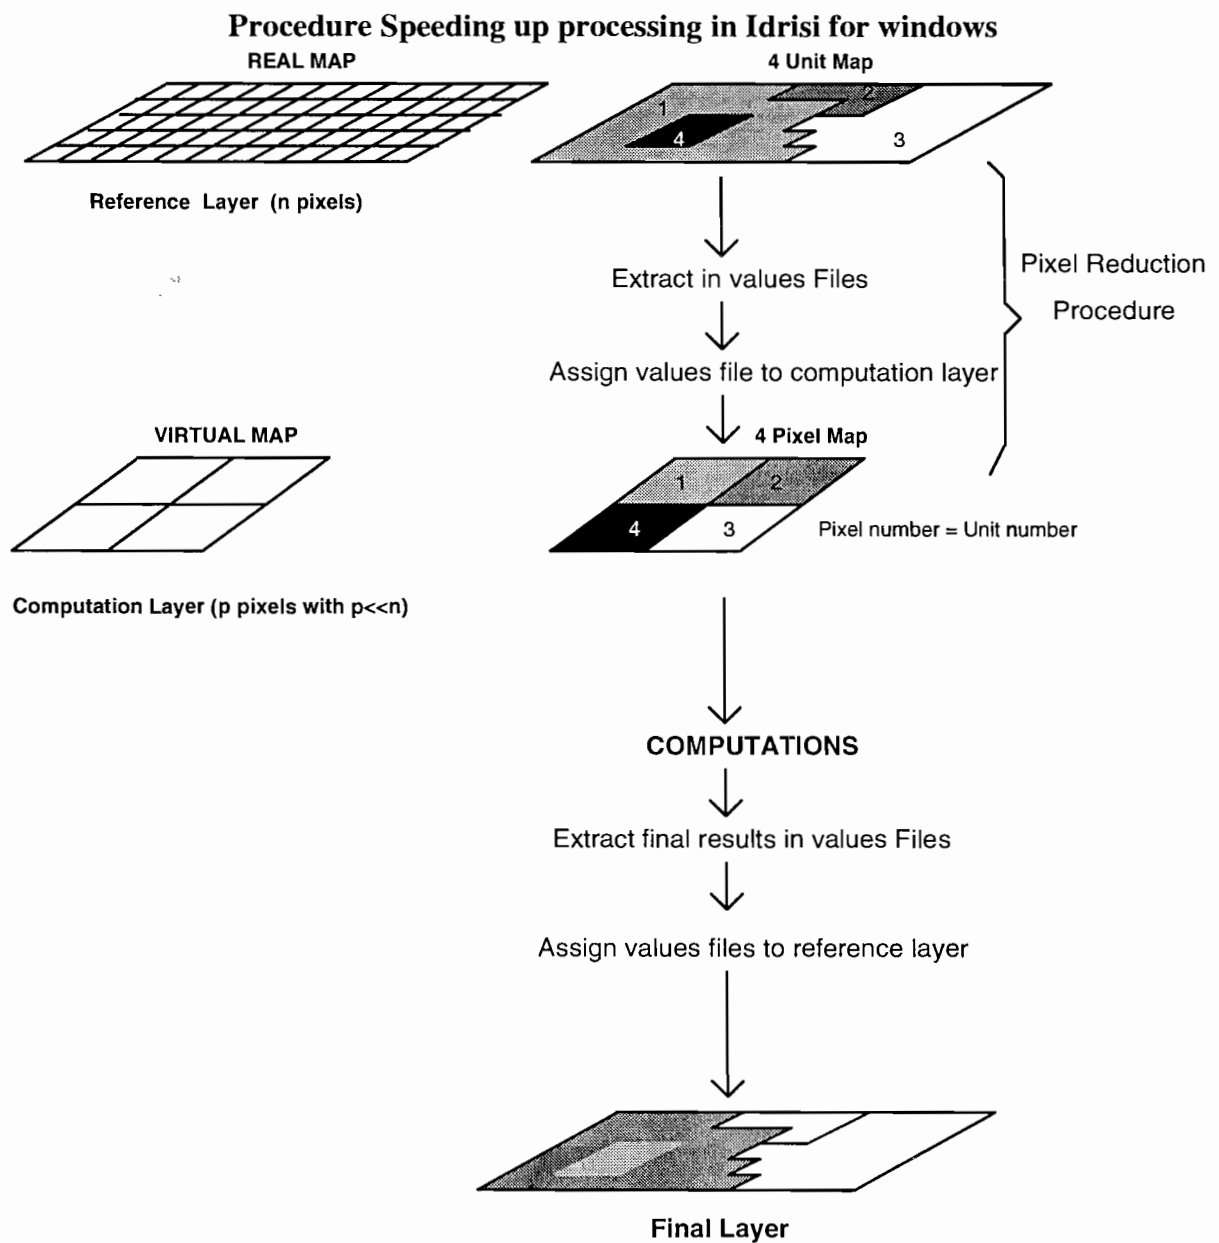 Procedure Speeding up processing in Idrisi for windows
REAL MAP
4 Unit Map
1
2
4
3
Reference Layer (n pixels)
Extract in values Files
Pixel Reduction
Procedure
Assign values file to computation layer
VIRTUAL MAP
4 Pixel Map
1
2
4
3
Pixel number = Unit number
Computation Layer (p pixels with p<<n)
COMPUTATIONS
Extract final results in values Files
Assign values files to reference layer
Final Layer